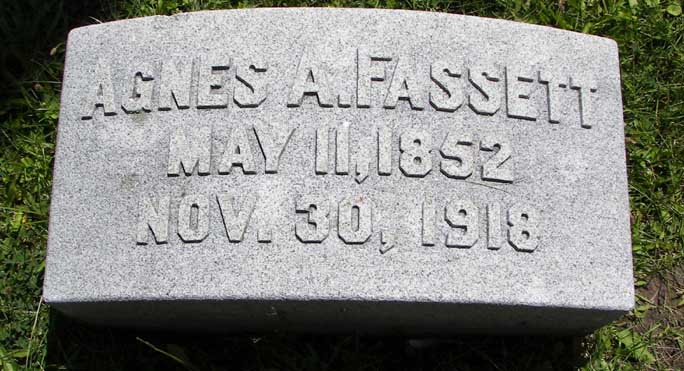 AGNES A. FASSETT
MAY 11, 1852
NOV. 30, 1918